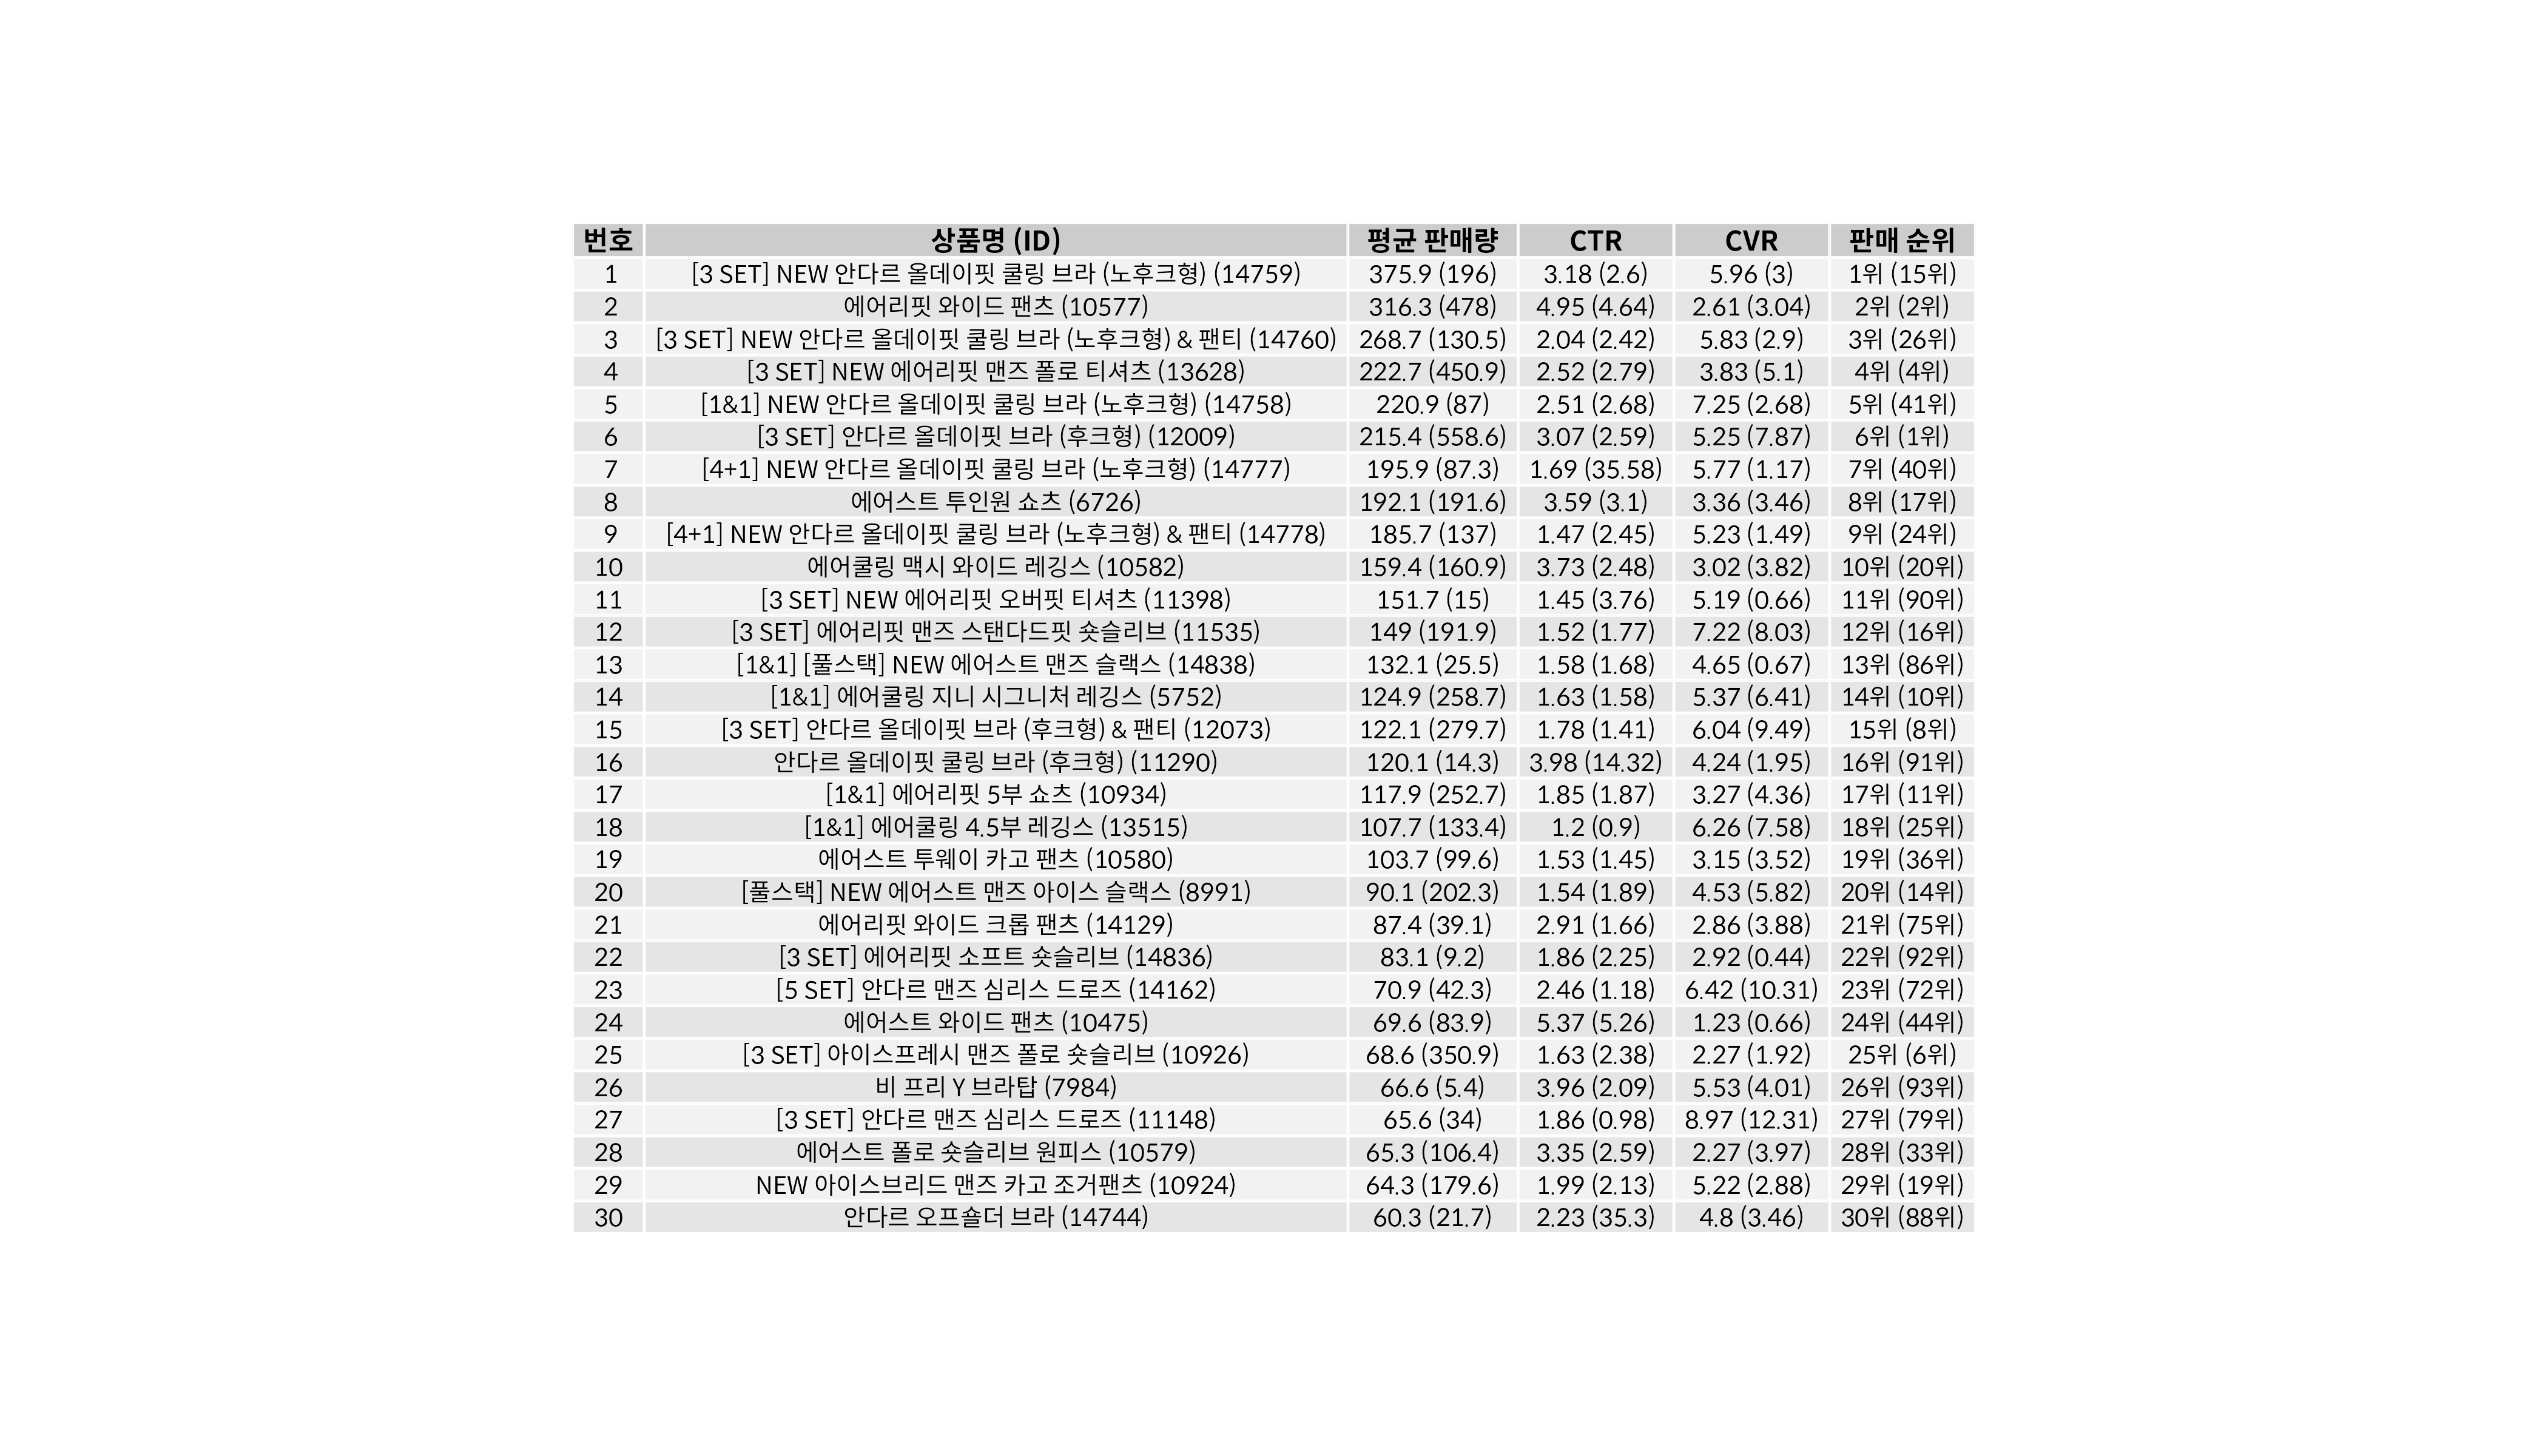 번호 상품명 (ID) 평균 판매량 CTR CVR 판매 순위
1 [3 SET] NEW 안다르 올데이핏 쿨링 브라 (노후크형) (14759) 375.9 (196) 3.18 (2.6) 5.96 (3) 1위 (15위)
2 에어리핏 와이드 팬츠 (10577) 316.3 (478) 4.95 (4.64) 2.61 (3.04) 2위 (2위)
3 [3 SET] NEW 안다르 올데이핏 쿨링 브라 (노후크형) & 팬티 (14760) 268.7 (130.5) 2.04 (2.42) 5.83 (2.9) 3위 (26위)
4 [3 SET] NEW 에어리핏 맨즈 폴로 티셔츠 (13628) 222.7 (450.9) 2.52 (2.79) 3.83 (5.1) 4위 (4위)
5 [1&1] NEW 안다르 올데이핏 쿨링 브라 (노후크형) (14758) 220.9 (87) 2.51 (2.68) 7.25 (2.68) 5위 (41위)
6 [3 SET] 안다르 올데이핏 브라 (후크형) (12009) 215.4 (558.6) 3.07 (2.59) 5.25 (7.87) 6위 (1위)
7 [4+1] NEW 안다르 올데이핏 쿨링 브라 (노후크형) (14777) 195.9 (87.3) 1.69 (35.58) 5.77 (1.17) 7위 (40위)
8 에어스트 투인원 쇼츠 (6726) 192.1 (191.6) 3.59 (3.1) 3.36 (3.46) 8위 (17위)
9 [4+1] NEW 안다르 올데이핏 쿨링 브라 (노후크형) & 팬티 (14778) 185.7 (137) 1.47 (2.45) 5.23 (1.49) 9위 (24위)
10 에어쿨링 맥시 와이드 레깅스 (10582) 159.4 (160.9) 3.73 (2.48) 3.02 (3.82) 10위 (20위)
11 [3 SET] NEW 에어리핏 오버핏 티셔츠 (11398) 151.7 (15) 1.45 (3.76) 5.19 (0.66) 11위 (90위)
12 [3 SET] 에어리핏 맨즈 스탠다드핏 숏슬리브 (11535) 149 (191.9) 1.52 (1.77) 7.22 (8.03) 12위 (16위)
13 [1&1] [풀스택] NEW 에어스트 맨즈 슬랙스 (14838) 132.1 (25.5) 1.58 (1.68) 4.65 (0.67) 13위 (86위)
14 [1&1] 에어쿨링 지니 시그니처 레깅스 (5752) 124.9 (258.7) 1.63 (1.58) 5.37 (6.41) 14위 (10위)
15 [3 SET] 안다르 올데이핏 브라 (후크형) & 팬티 (12073) 122.1 (279.7) 1.78 (1.41) 6.04 (9.49) 15위 (8위)
16 안다르 올데이핏 쿨링 브라 (후크형) (11290) 120.1 (14.3) 3.98 (14.32) 4.24 (1.95) 16위 (91위)
17 [1&1] 에어리핏 5부 쇼츠 (10934) 117.9 (252.7) 1.85 (1.87) 3.27 (4.36) 17위 (11위)
18 [1&1] 에어쿨링 4.5부 레깅스 (13515) 107.7 (133.4) 1.2 (0.9) 6.26 (7.58) 18위 (25위)
19 에어스트 투웨이 카고 팬츠 (10580) 103.7 (99.6) 1.53 (1.45) 3.15 (3.52) 19위 (36위)
20 [풀스택] NEW 에어스트 맨즈 아이스 슬랙스 (8991) 90.1 (202.3) 1.54 (1.89) 4.53 (5.82) 20위 (14위)
21 에어리핏 와이드 크롭 팬츠 (14129) 87.4 (39.1) 2.91 (1.66) 2.86 (3.88) 21위 (75위)
22 [3 SET] 에어리핏 소프트 숏슬리브 (14836) 83.1 (9.2) 1.86 (2.25) 2.92 (0.44) 22위 (92위)
23 [5 SET] 안다르 맨즈 심리스 드로즈 (14162) 70.9 (42.3) 2.46 (1.18) 6.42 (10.31) 23위 (72위)
24 에어스트 와이드 팬츠 (10475) 69.6 (83.9) 5.37 (5.26) 1.23 (0.66) 24위 (44위)
25 [3 SET] 아이스프레시 맨즈 폴로 숏슬리브 (10926) 68.6 (350.9) 1.63 (2.38) 2.27 (1.92) 25위 (6위)
26 비 프리 Y 브라탑 (7984) 66.6 (5.4) 3.96 (2.09) 5.53 (4.01) 26위 (93위)
27 [3 SET] 안다르 맨즈 심리스 드로즈 (11148) 65.6 (34) 1.86 (0.98) 8.97 (12.31) 27위 (79위)
28 에어스트 폴로 숏슬리브 원피스 (10579) 65.3 (106.4) 3.35 (2.59) 2.27 (3.97) 28위 (33위)
29 NEW 아이스브리드 맨즈 카고 조거팬츠 (10924) 64.3 (179.6) 1.99 (2.13) 5.22 (2.88) 29위 (19위)
30 안다르 오프숄더 브라 (14744) 60.3 (21.7) 2.23 (35.3) 4.8 (3.46) 30위 (88위)